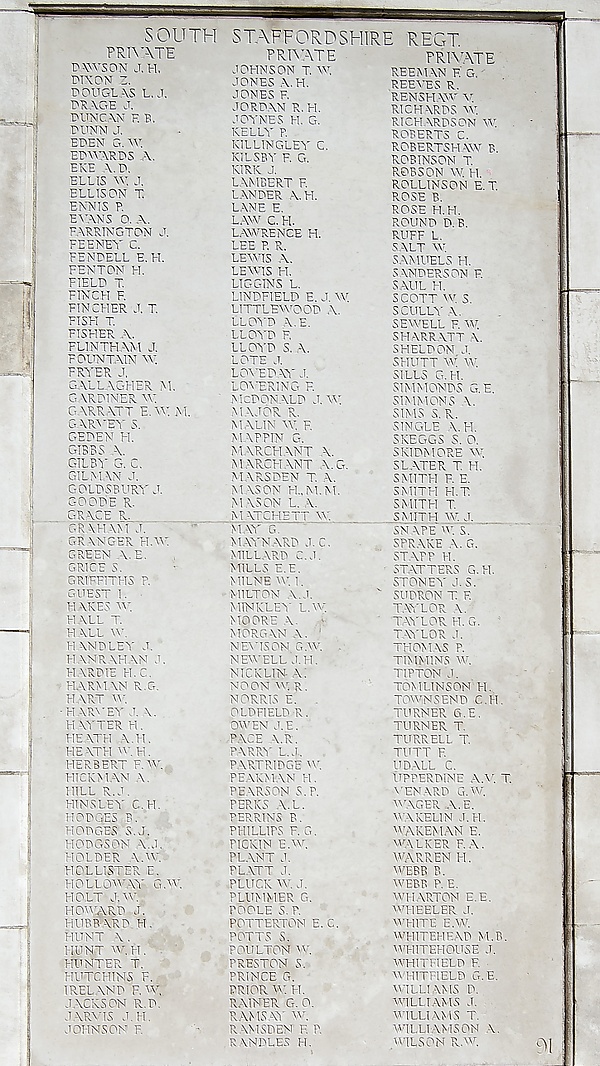 SOUTH STAFFORDSHIRE REGT.
PRIVATE
DAWSON J. H.
DIXON Z.
DOUGLAS L. J.
DRAGE J.
DUNCAN F. B.
DUNN J.
EDEN G. W.
EDWARDS A.
EKE A. D.
ELLIS W. J.
ELLISON T.
ENNIS P.
EVANS O. A.
FARRINGTON J.
FEENEY C.
FENDELL E. H.
FENTON H.
FIELD T.
FINCH F.
FINCHER J. T.
FISH T.
FISHER A.
FLINTHAM J.
FOUNTAIN W.
FRYER J.
GALLAGHER M.
GARDINER W.
GARRATT E. W. M.
GARVEY S.
GEDEN H.
GIBBS A.
GILBY G. C.
GILMAN J.
GOLDSBURY J.
GOODE R.
GRACE R.
GRAHAM J.
GRANGER H. W.
GREEN A. E.
GRICE S.
GRIFFITHS P.
GUEST I.
HAKES W.
HALL T.
HALL W.
HANDLEY J.
HANRAHAN J.
HARDIE H. C.
HARMAN R. G.
HART W.
HARVEY J. A.
HAYTER H.
HEATH A. H.
HEATH W. H.
HERBERT F. W.
HICKMAN A.
HILL R. J.
HINSLEY C. H.
HODGES B.
HODGES S. J.
HODGSON A. J.
HOLDER A. W.
HOLLISTER E.
HOLLOWAY G. W.
HOLT J. W.
HOWARD J.
HUBBARD H.
HUNT A.
HUNT W. H.
HUNTER T.
HUTCHINS F.
IRELAND F. W.
JACKSON R. D.
JARVIS J. H.
JOHNSON F.
PRIVATE
JOHNSON T. W.
JONES A. H.
JONES F.
JORDAN R. H.
JOYNES H. G.
KELLY P.
KILLINGLEY C.
KILSBY F. G.
KIRK J.
LAMBERT F.
LANDER A. H.
LANE E.
LAW C. H.
LAWRENCE H.
LEE P. R.
LEWIS A.
LEWIS H.
LIGGINS L.
LINDFIELD E. J. W.
LITTLEWOOD A.
LLOYD A. E.
LLOYD F.
LLOYD S. A.
LOTE J.
LOVEDAY J.
LOVERING F.
McDONALD J. W.
MAJOR R.
MALIN W. F.
MAPPIN G.
MARCHANT A.
MARCHANT A. G.
MARSDEN T. A.
MASON H. M. M.
MASON L. A.
MATCHETT W.
MAY G.
MAYNARD J. C.
MILLARD C. J.
MILLS E. E.
MILNE W. I.
MILTON A. J.
MINKLEY L. W.
MOORE A.
MORGAN A.
NEVISON G. W.
NEWELL J. H.
NICKLIN A.
NOON W. R.
NORRIS E.
OLDFIELD R.
OWEN J. E.
PACE A. R.
PARRY L. J.
PARTRIDGE W.
PEAKMAN H.
PEARSON S. P.
PERKS A. L.
PERRINS B.
PHILLIPS F. G.
PICKIN E. W.
PLANT J.
PLATT J.
PLUCK W. J.
PLUMMER G.
POOLE S. P.
POTTERTON E. C.
POTTS S.
POULTON W.
PRESTON S.
PRINCE G.
PRIOR W. H.
RAINER G. O.
RAMSAY W.
RAMSDEN F. P.
RANDLES H.
PRIVATE
REEMAN F. G.
REEVES R.
RENSHAW V.
RICHARDS W.
RICHARDSON W.
ROBERTS C.
ROBERTSHAW B.
ROBINSON T.
ROBSON W. H.
ROLLINSON E. T.
ROSE B.
ROSE H. H.
ROUND D. B.
RUFF L.
SALT W.
SAMUELS H.
SANDERSON F.
SAUL H.
SCOTT W. S.
SCULLY A.
SEWELL F. W.
SHARRATT A.
SHELDON J.
SHUTT W. W.
SILLS G. H.
SIMMONDS G. E.
SIMMONS A.
SIMS S. R.
SINGLE A. H.
SKEGGS S. O.
SKIDMORE W.
SLATER T. H.
SMITH F. E.
SMITH H. T.
SMITH T.
SMITH W. J.
SNAPE W. S.
SPRAKE A. G.
STAPP H.
STATTERS G. H.
STONEY J. S.
SUDRON T. F.
TAYLOR A.
TAYLOR H. G.
TAYLOR J.
THOMAS P.
TIMMINS W.
TIPTON J.
TOMLINSON H.
TOWNSEND C. H.
TURNER G. E.
TURNER T.
TURRELL T.
TUTT F.
UDALL C.
UPPERDINE A. V. T.
VENARD G. W.
WAGER A. E.
WAKELIN J. H.
WAKEMAN E.
WALKER F. A.
WARREN H.
WEBB B.
WEBB P. E.
WHARTON E. E.
WHEELER J.
WHITE E. W.
WHITEHEAD M. B.
WHITEHOUSE J.
WHITFIELD F.
WHITFIELD G. E.
WILLIAMS D.
WILLIAMS J.
WILLIAMS T.
WILLIAMSON A.
WILSON R. W.
91